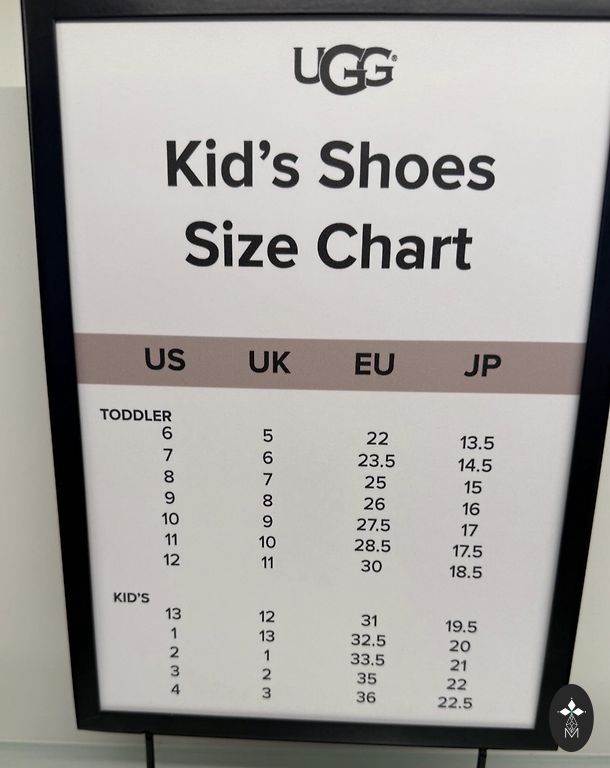 UGG®
Kid's Shoes
Size Chart
US UK EU JP
TODDLER
6 5 22 13.5
7 6 23.5 14.5
8 7 25 15
9 8 26 16
10 9 27.5 17
11 10 28.5 17.5
12 11 30 18.5
KID'S
13 12 31 19.5
1 13 32.5 20
2 1 33.5 21
3 2 35 22
4 3 36 22.5
M